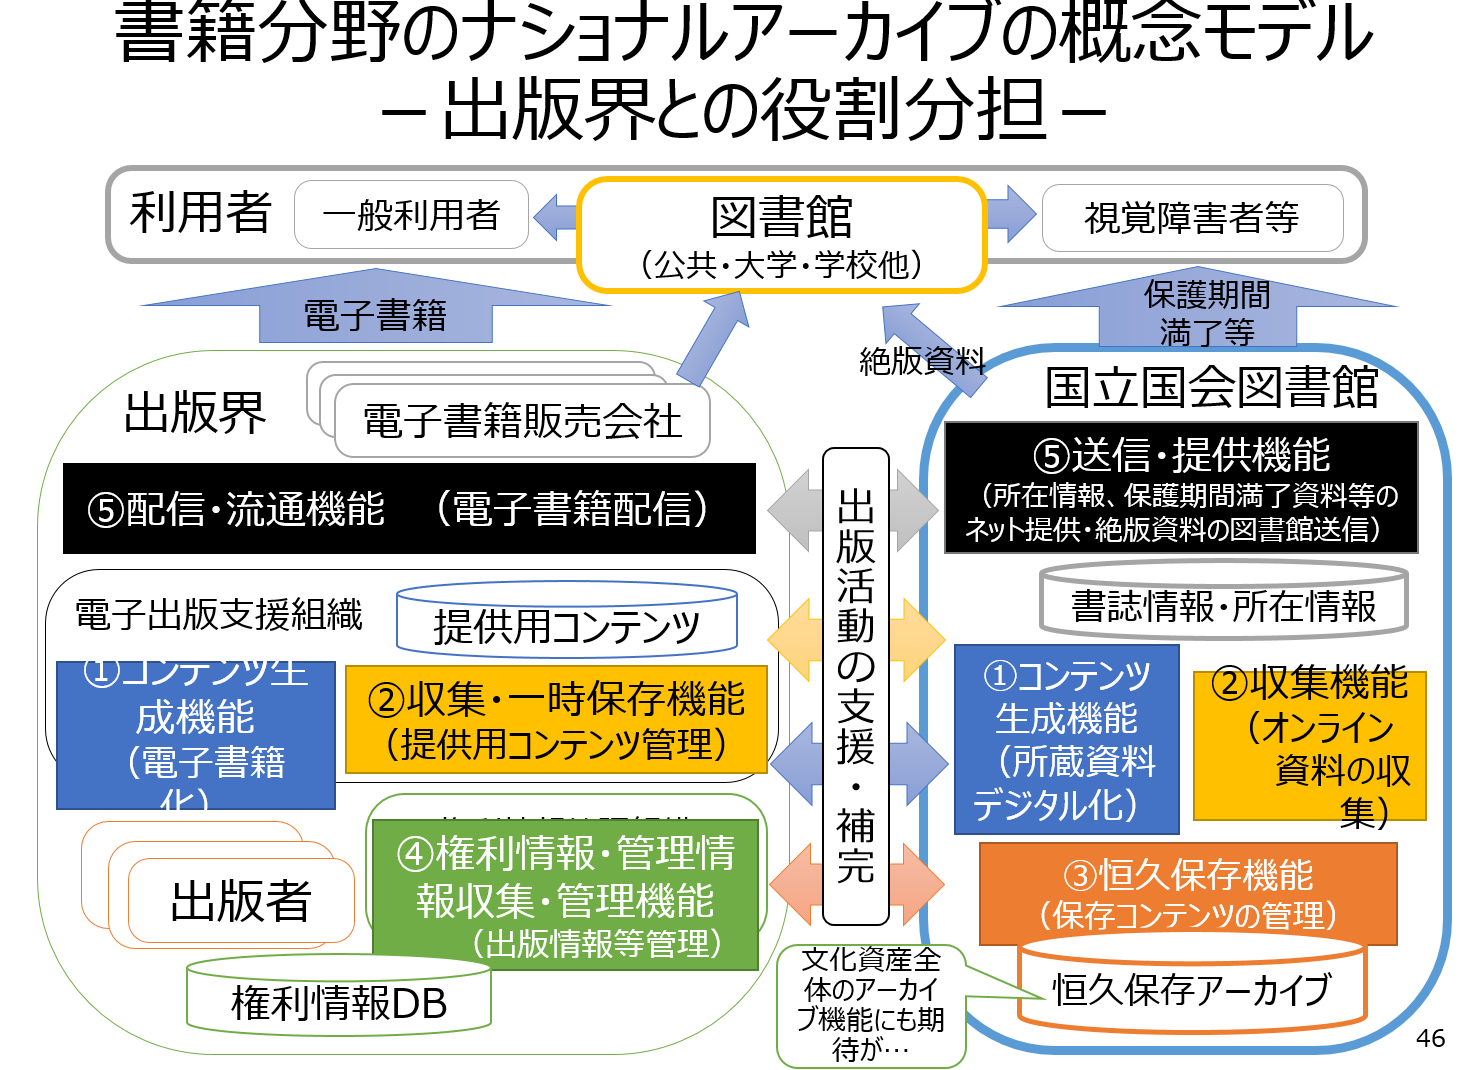 書籍分野のナショナルアーカイブの概念モデル
－出版界との役割分担－
利用者
一般利用者
図書館
（公共・大学・学校他）
視覚障害者等
電子書籍
保護期間
満了等
絶版資料
出版界
電子書籍販売会社
⑤配信・流通機能　（電子書籍配信）
電子出版支援組織
提供用コンテンツ
①コンテンツ生
成機能
（電子書籍
化）
②収集・一時保存機能
（提供用コンテンツ管理）
出版者
④権利情報・管理情
報収集・管理機能
（出版情報等管理）
権利情報DB
出版活動の支援・補完
国立国会図書館
⑤送信・提供機能
（所在情報、保護期間満了資料等の
ネット提供・絶版資料の図書館送信）
書誌情報・所在情報
①コンテンツ
生成機能
（所蔵資料
デジタル化）
②収集機能
（オンライン
資料の収
集）
③恒久保存機能
（保存コンテンツの管理）
恒久保存アーカイブ
文化資産全
体のアーカイ
ブ機能にも期
待が…
46